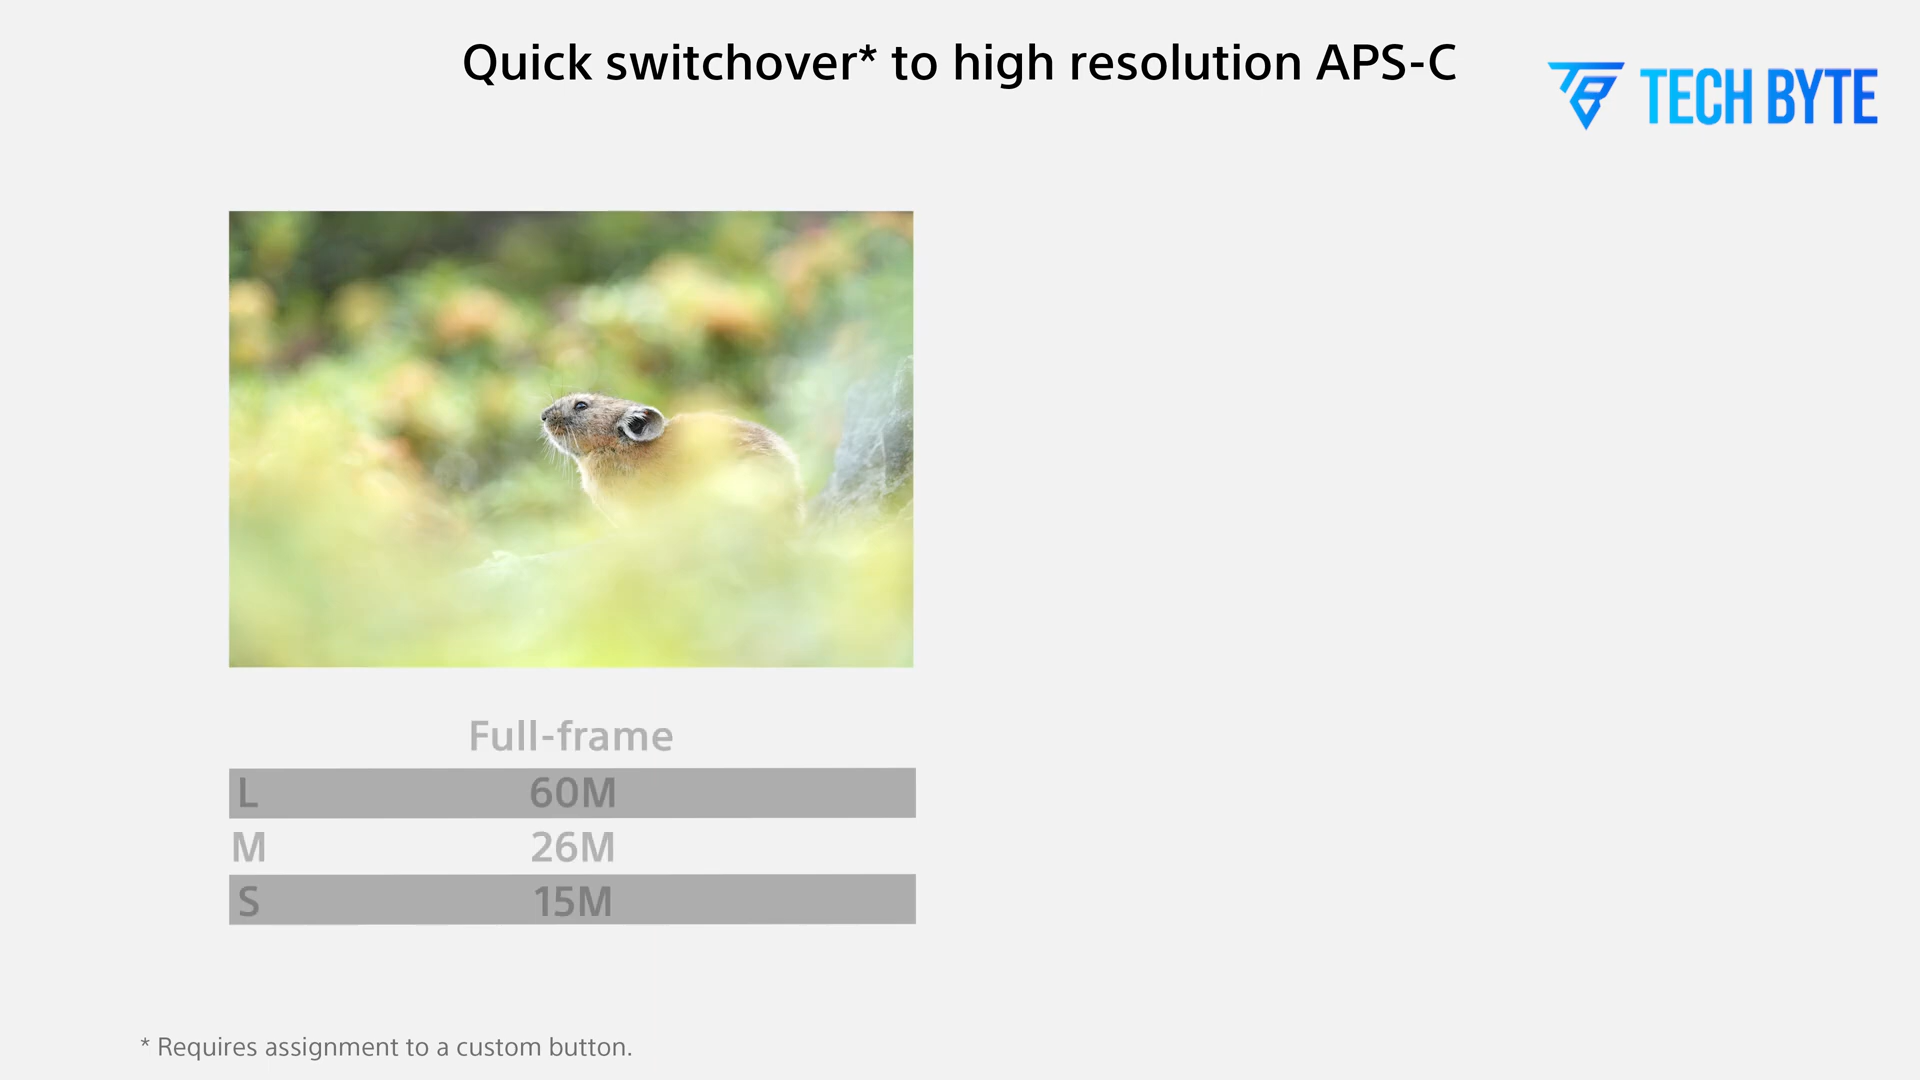 Quick switchover* to high resolution APS-C
TECH BYTE
Full-frame
L 60M
M 26M
S 15M
* Requires assignment to a custom button.